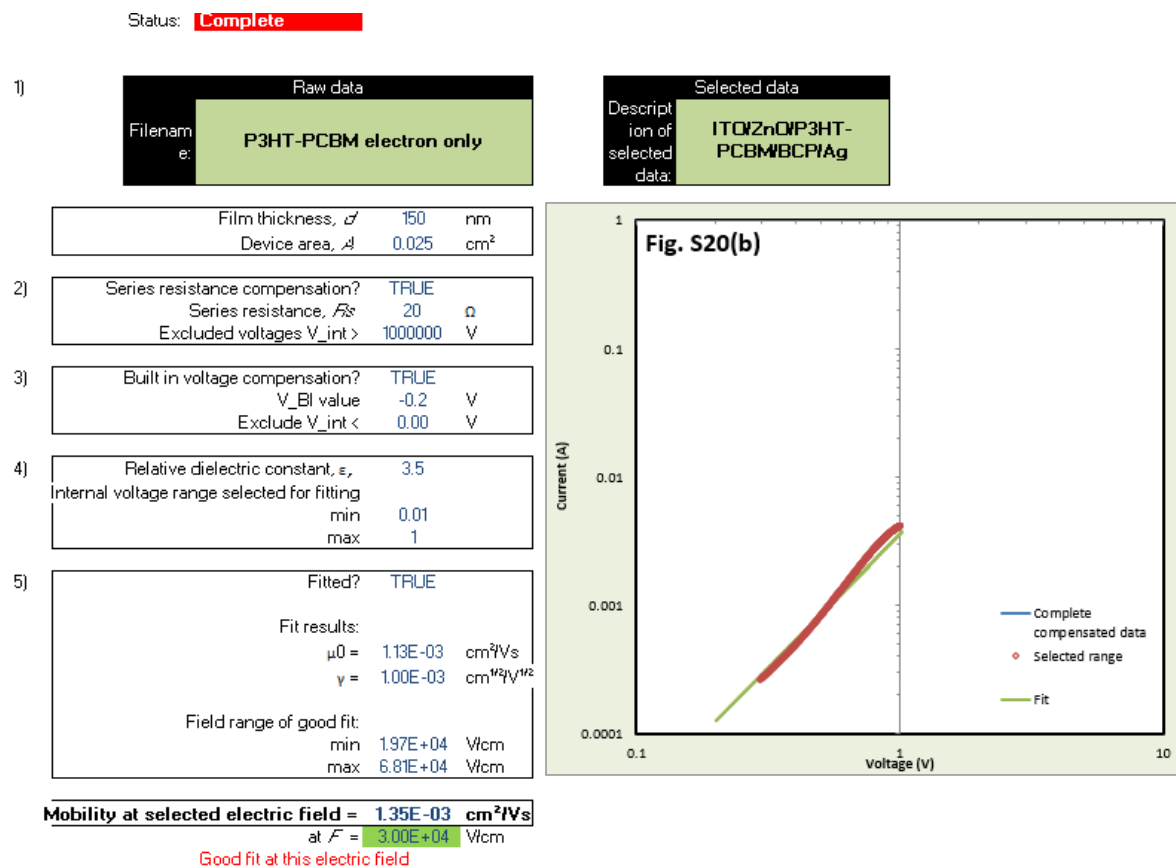 Status: Complete
1)
Raw data
Filenam
e:
P3HT-PCBM electron only
Selected data
Descript
ion of
selected
data:
ITO/ZnO/P3HT-
PCBM/BCP/Ag
Film thickness, d 150 nm
Device area, A 0.025 cm²
2) Series resistance compensation? TRUE
Series resistance, Rs 20 Ω
Excluded voltages V_int > 1000000 V
3) Built in voltage compensation? TRUE
V_BI value -0.2 V
Exclude V_int < 0.00 V
4) Relative dielectric constant, εr 3.5
Internal voltage range selected for fitting
min 0.01
max 1
5) Fitted? TRUE
Fit results:
μ0 = 1.13E-03 cm²/Vs
γ = 1.00E-03 cm^1/2/V^1/2
Field range of good fit:
min 1.97E+04 V/cm
max 6.81E+04 V/cm
Mobility at selected electric field = 1.35E-03 cm²/Vs
at F = 3.00E+04 V/cm
Good fit at this electric field
Fig. S20(b)
1
0.1
0.01
0.001
0.0001
Current (A)
0.1 1 10
Voltage (V)
Complete
compensated data
Selected range
Fit